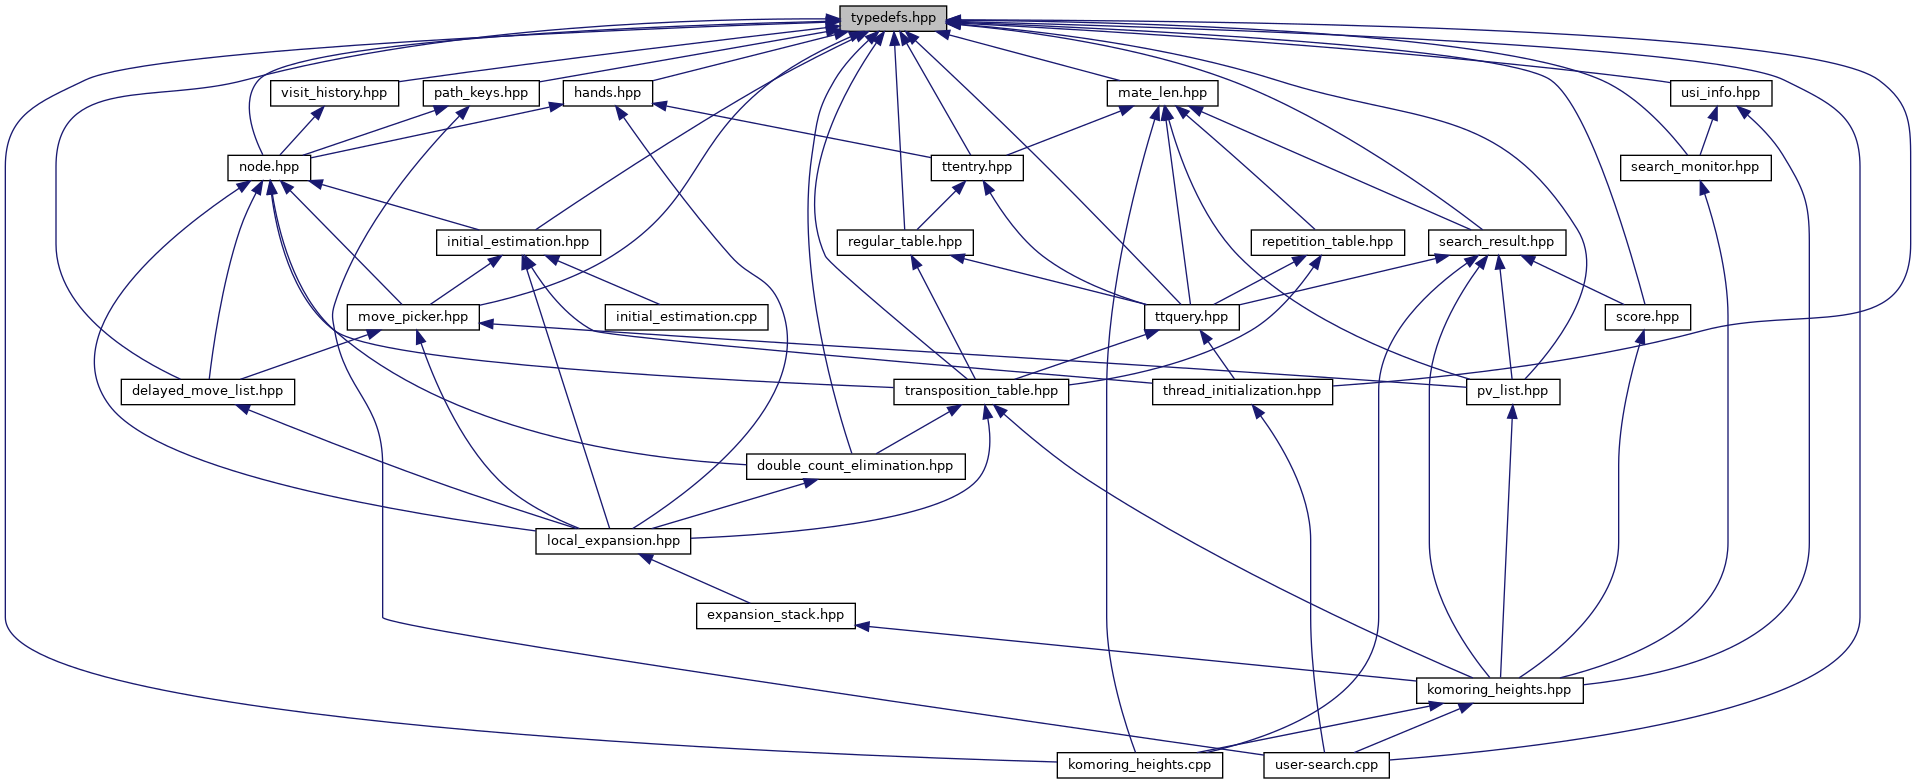 typedefs.hpp
visit_history.hpp
path_keys.hpp
hands.hpp
mate_len.hpp
usi_info.hpp
node.hpp
ttentry.hpp
search_monitor.hpp
initial_estimation.hpp
regular_table.hpp
repetition_table.hpp
search_result.hpp
move_picker.hpp
initial_estimation.cpp
ttquery.hpp
score.hpp
delayed_move_list.hpp
transposition_table.hpp
thread_initialization.hpp
pv_list.hpp
double_count_elimination.hpp
local_expansion.hpp
expansion_stack.hpp
komoring_heights.hpp
komoring_heights.cpp
user-search.cpp